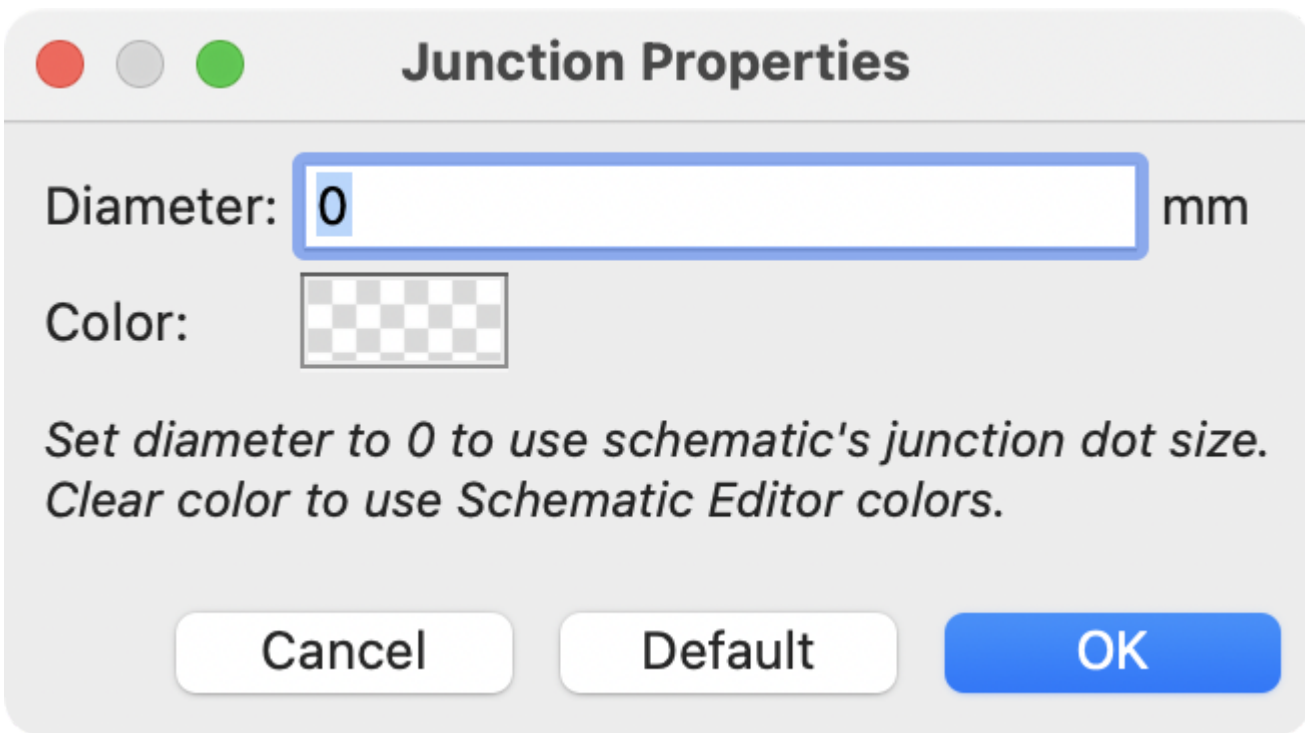 Junction Properties
Diameter: 0 mm
Color:
Set diameter to 0 to use schematic's junction dot size.
Clear color to use Schematic Editor colors.
Cancel Default OK